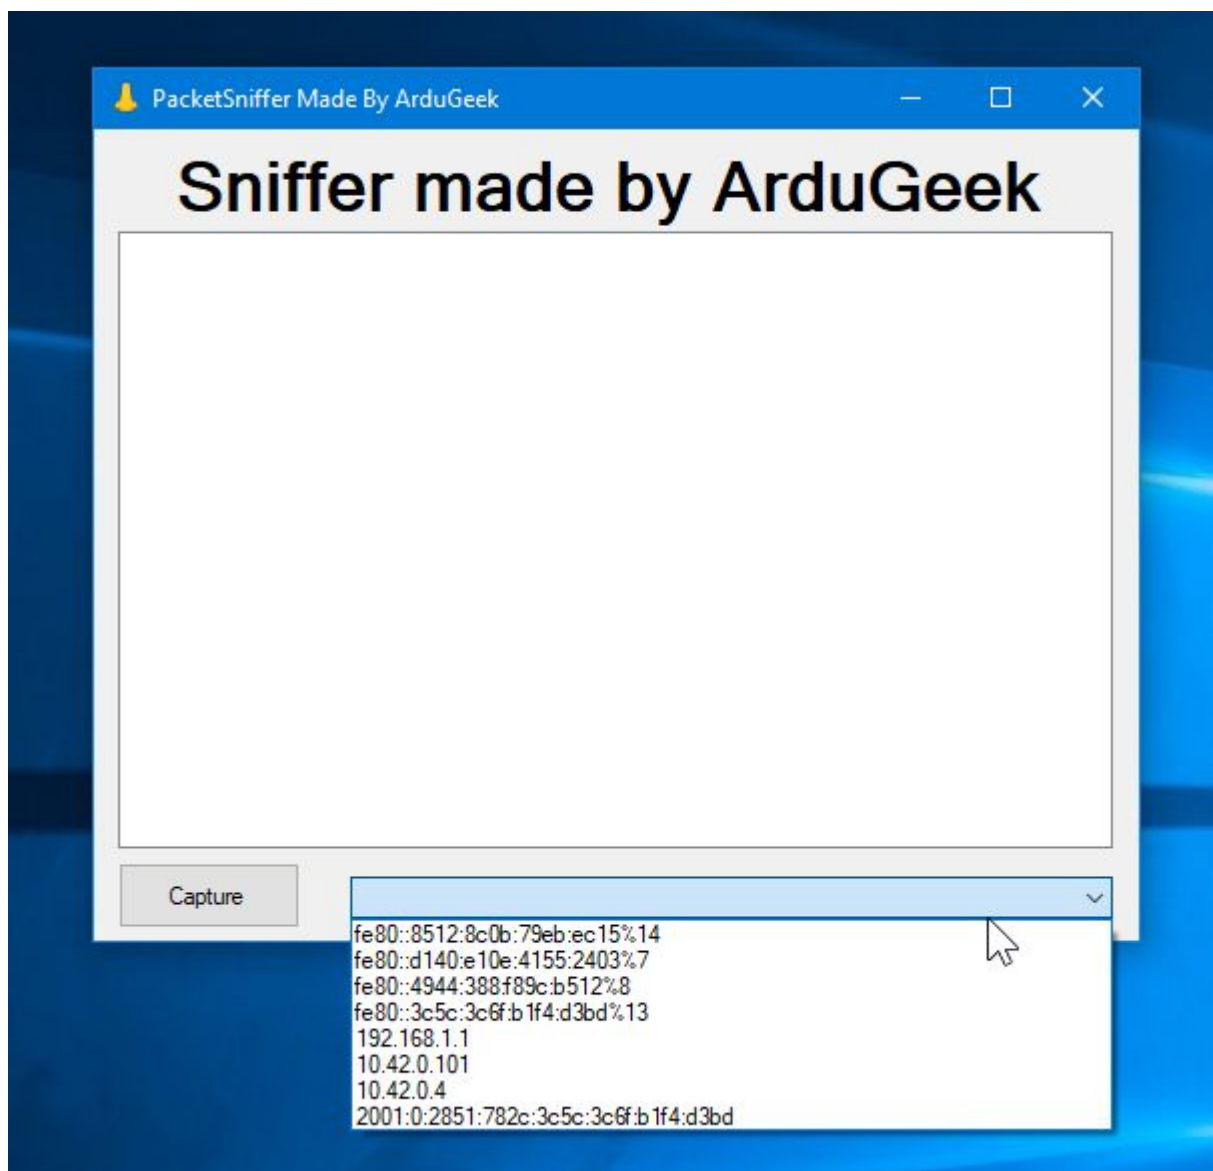 PacketSniffer Made By ArduGeek
Sniffer made by ArduGeek
Capture
fe80::8512:8c0b:79eb:ec15%14
fe80::d140:e10e:4155:2403%7
fe80::4944:388:f89c:b512%8
fe80::3c5c:3c6f:b1f4:d3bd%13
192.168.1.1
10.42.0.101
10.42.0.4
2001:0:2851:782c:3c5c:3c6f:b1f4:d3bd